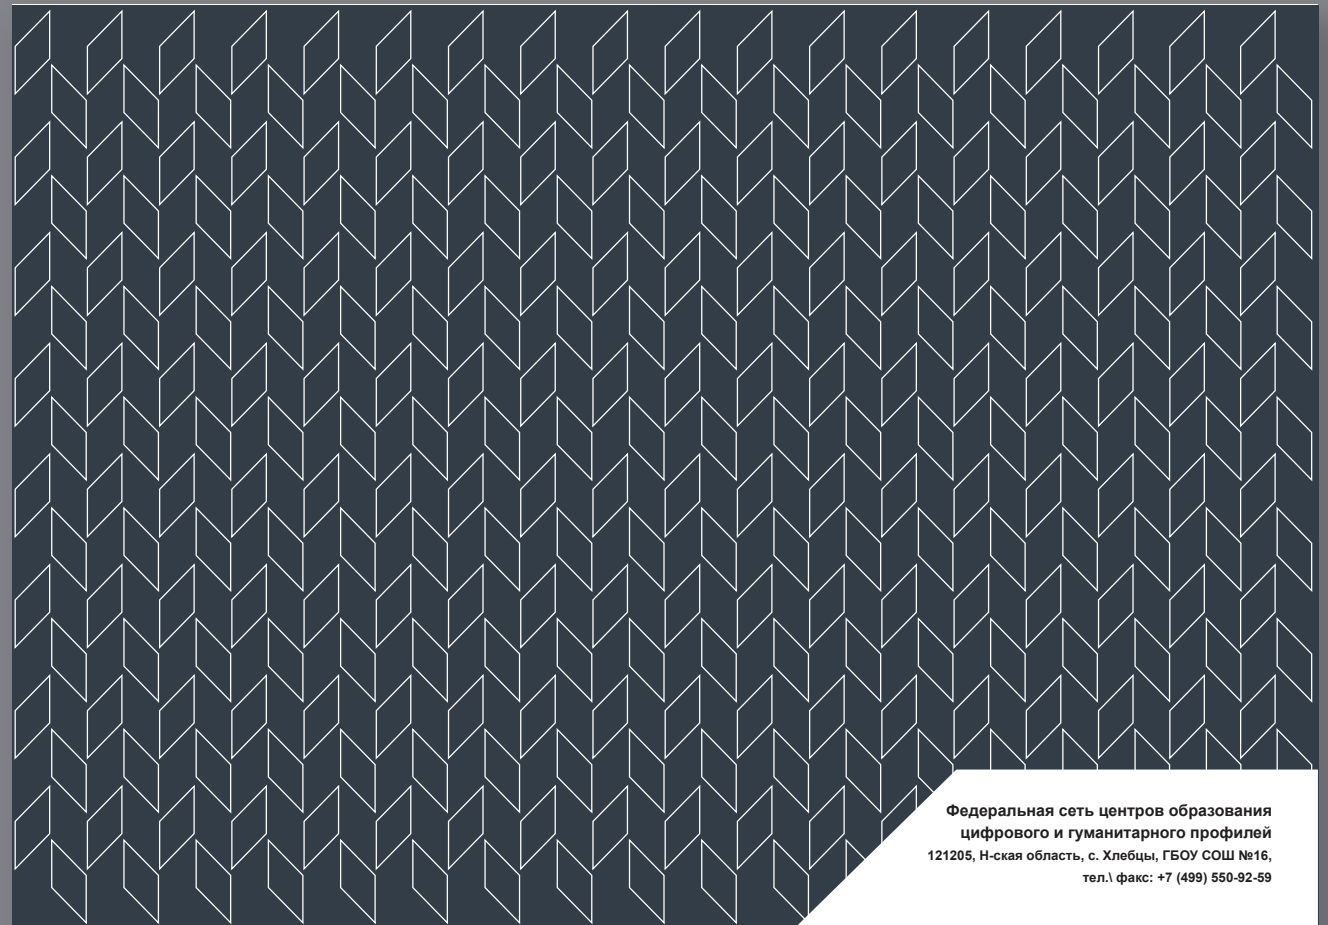 Федеральная сеть центров образования
цифрового и гуманитарного профилей
121205, Н-ская область, с. Хлебцы, ГБОУ СОШ №16,
тел.\ факс: +7 (499) 550-92-59